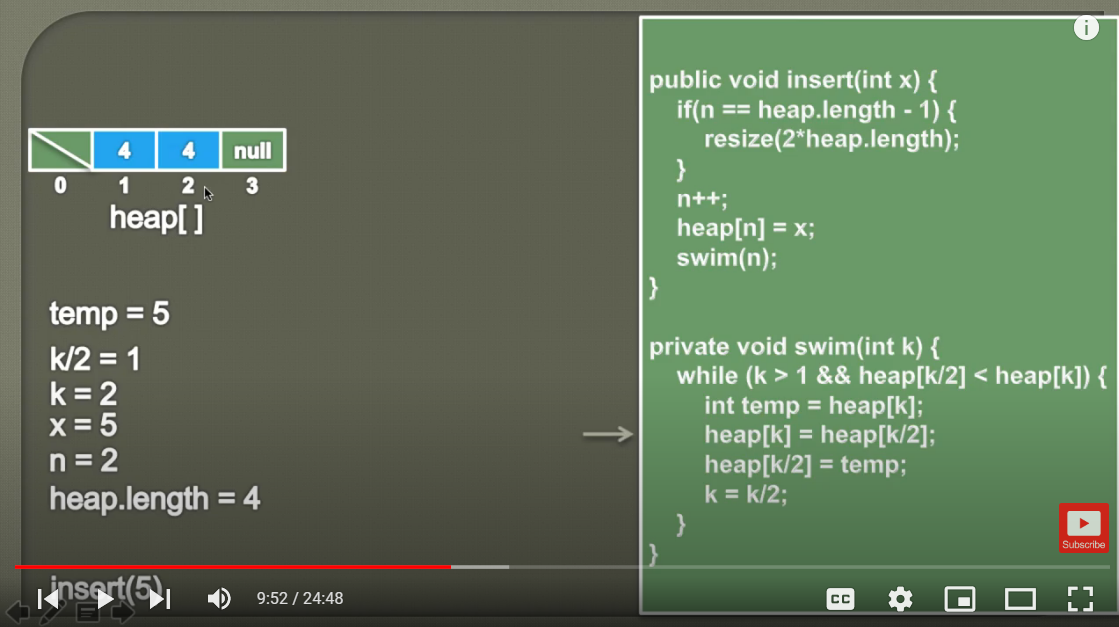 4 4 null
0 1 2 3
heap[ ]
temp = 5
k/2 = 1
k = 2
x = 5
n = 2
heap.length = 4
insert(5)
public void insert(int x) {
if(n == heap.length - 1) {
resize(2*heap.length);
}
n++;
heap[n] = x;
swim(n);
}
private void swim(int k) {
while (k > 1 && heap[k/2] < heap[k]) {
int temp = heap[k];
heap[k] = heap[k/2];
heap[k/2] = temp;
k = k/2;
}
}
i
Subscribe
9:52 / 24:48
CC